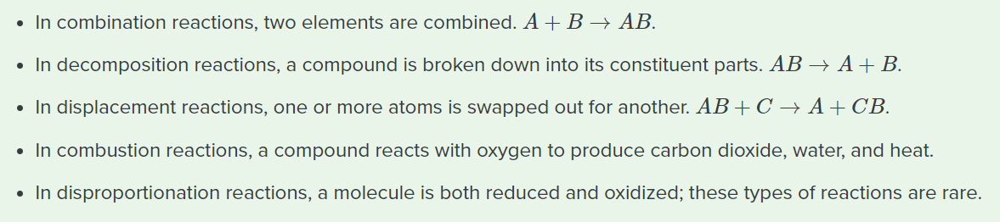 • In combination reactions, two elements are combined. A + B → AB.
• In decomposition reactions, a compound is broken down into its constituent parts. AB → A + B.
• In displacement reactions, one or more atoms is swapped out for another. AB + C → A + CB.
• In combustion reactions, a compound reacts with oxygen to produce carbon dioxide, water, and heat.
• In disproportionation reactions, a molecule is both reduced and oxidized; these types of reactions are rare.